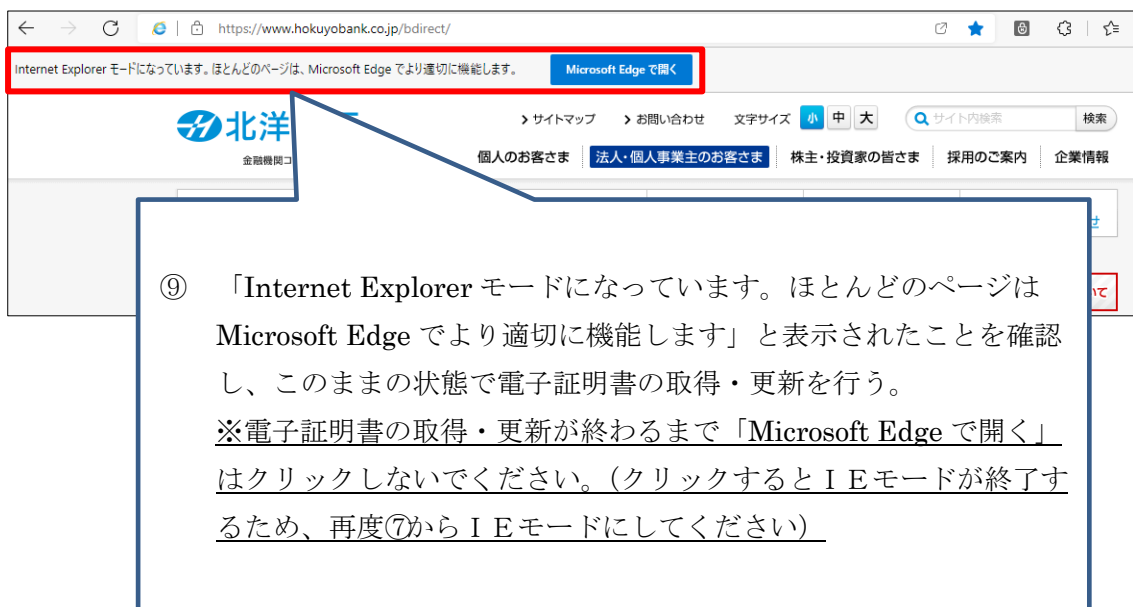 https://www.hokuyobank.co.jp/bdirect/
Internet Explorer モードになっています。ほとんどのページは、Microsoft Edge でより適切に機能します。 Microsoft Edge で開く
北洋
サイトマップ お問い合わせ 文字サイズ 小 中 大 サイト内検索 検索
金融機関コ
個人のお客さま 法人・個人事業主のお客さま 株主・投資家の皆さま 採用のご案内 企業情報
せ
いて
⑨ 「Internet Explorer モードになっています。ほとんどのページは
Microsoft Edge でより適切に機能します」と表示されたことを確認
し、このままの状態で電子証明書の取得・更新を行う。
※電子証明書の取得・更新が終わるまで「Microsoft Edge で開く」
はクリックしないでください。（クリックするとＩＥモードが終了す
るため、再度⑦からＩＥモードにしてください）